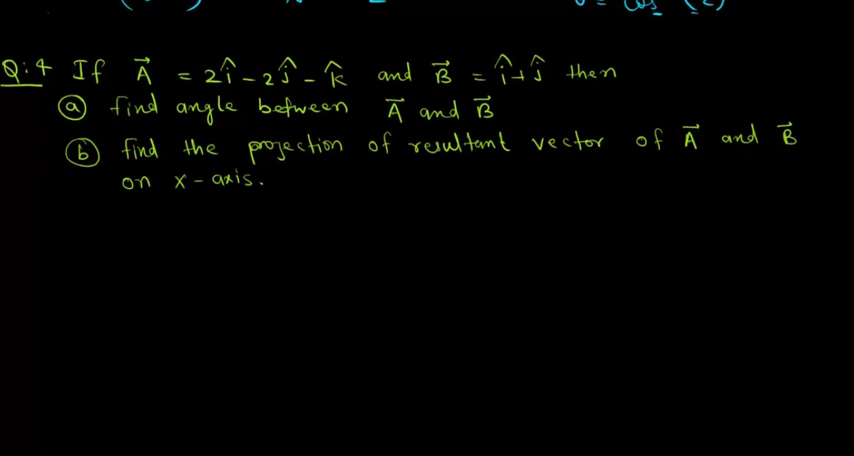 Q:4 If A⃗ = 2î - 2ĵ - k̂ and B⃗ = î + ĵ then
(a) find angle between A⃗ and B⃗
(b) find the projection of resultant vector of A⃗ and B⃗
on x-axis.